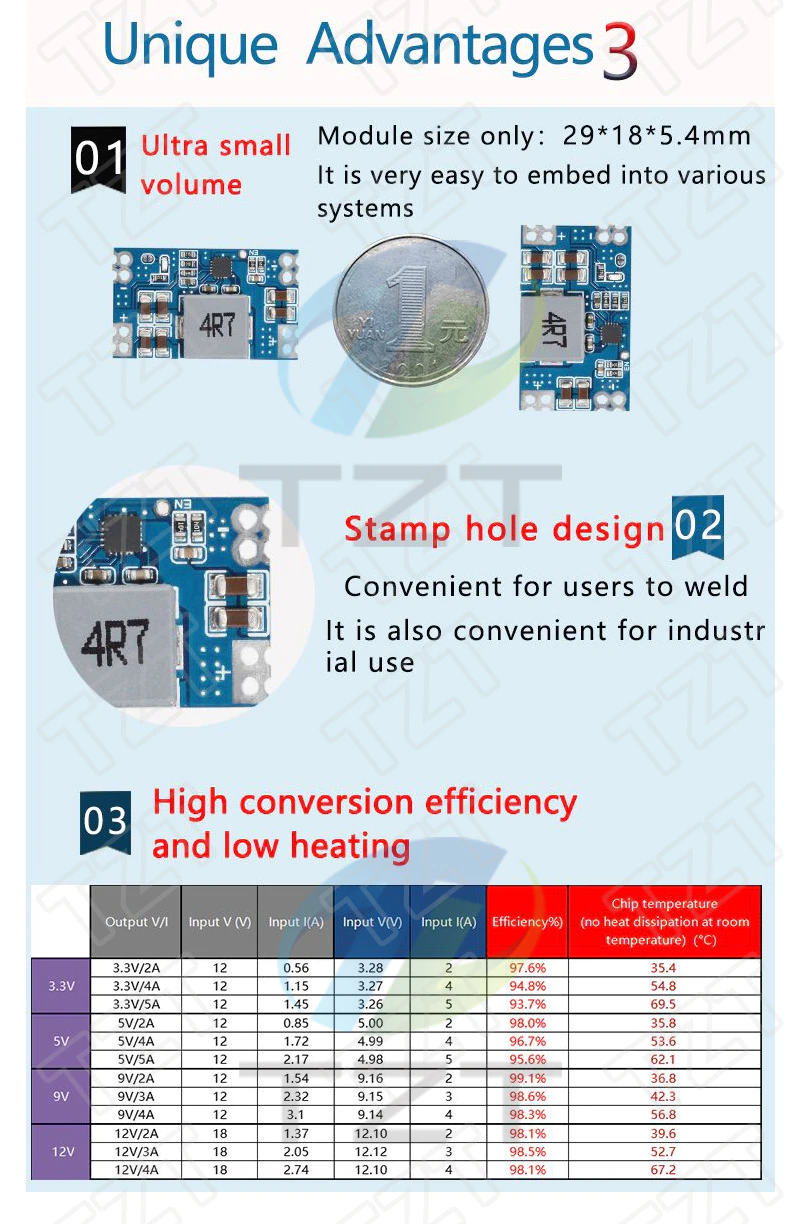 Unique Advantages 3
01
Ultra small
volume
Module size only: 29*18*5.4mm
It is very easy to embed into various
systems
EN
4R7
YI
YUAN
1
元
4R7
EN
EN
4R7
Stamp hole design
02
Convenient for users to weld
It is also convenient for industr
ial use
TZT
03
High conversion efficiency
and low heating
Output V/I Input V (V) Input I(A) Input V(V) Input I(A) Efficiency%) Chip temperature
(no heat dissipation at room
temperature) (°C)
3.3V
3.3V/2A 12 0.56 3.28 2 97.6% 35.4
3.3V/4A 12 1.15 3.27 4 94.8% 54.8
3.3V/5A 12 1.45 3.26 5 93.7% 69.5
5V
5V/2A 12 0.85 5.00 2 98.0% 35.8
5V/4A 12 1.72 4.99 4 96.7% 53.6
5V/5A 12 2.17 4.98 5 95.6% 62.1
9V
9V/2A 12 1.54 9.16 2 99.1% 36.8
9V/3A 12 2.32 9.15 3 98.6% 42.3
9V/4A 12 3.1 9.14 4 98.3% 56.8
12V
12V/2A 18 1.37 12.10 2 98.1% 39.6
12V/3A 18 2.05 12.12 3 98.5% 52.7
12V/4A 18 2.74 12.10 4 98.1% 67.2
TZT